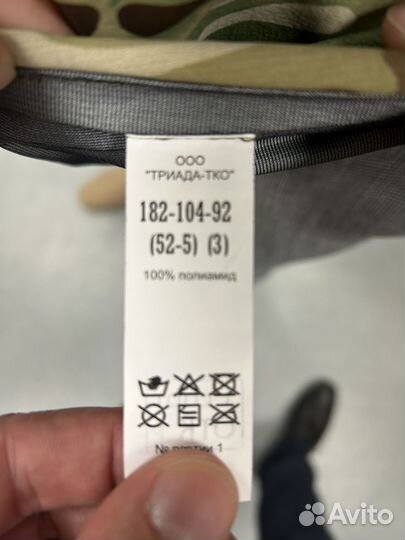 ООО
"ТРИАДА-ТКО"
182-104-92
(52-5) (3)
100% полиамид
№ партии 1
Avito